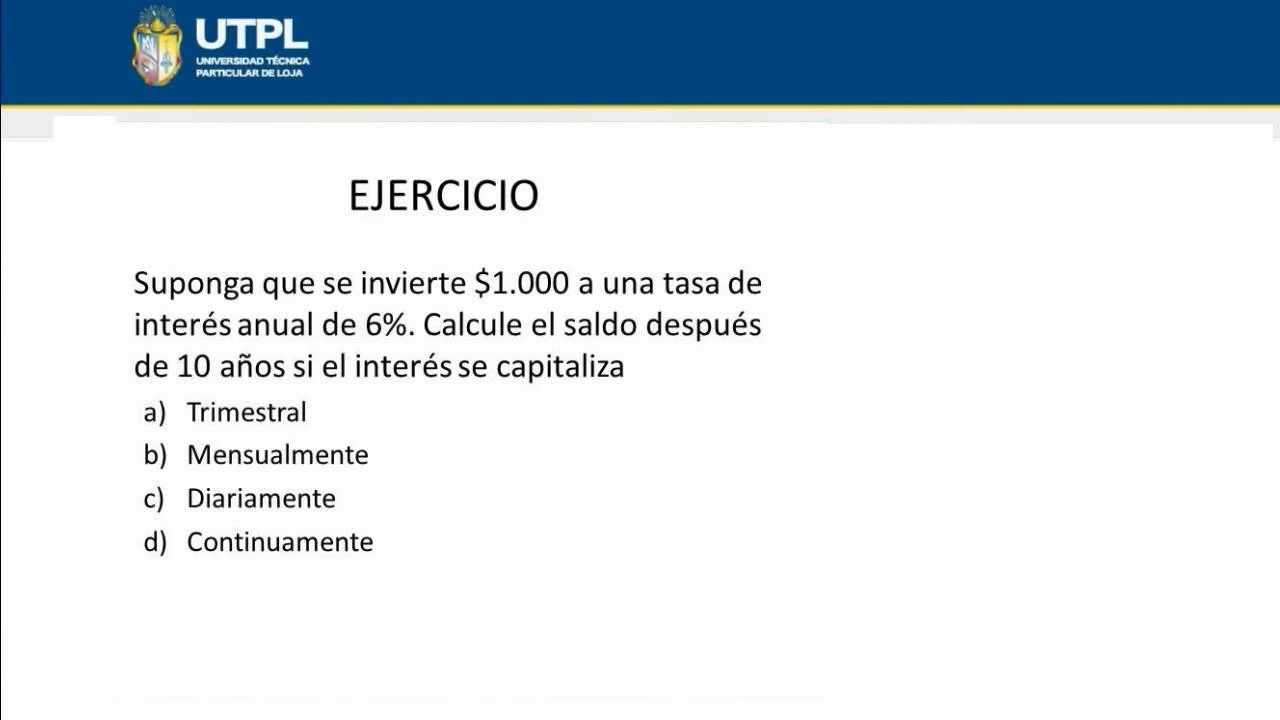 UTPL
UNIVERSIDAD TÉCNICA
PARTICULAR DE LOJA
EJERCICIO
Suponga que se invierte $1.000 a una tasa de
interés anual de 6%. Calcule el saldo después
de 10 años si el interés se capitaliza
a) Trimestral
b) Mensualmente
c) Diariamente
d) Continuamente